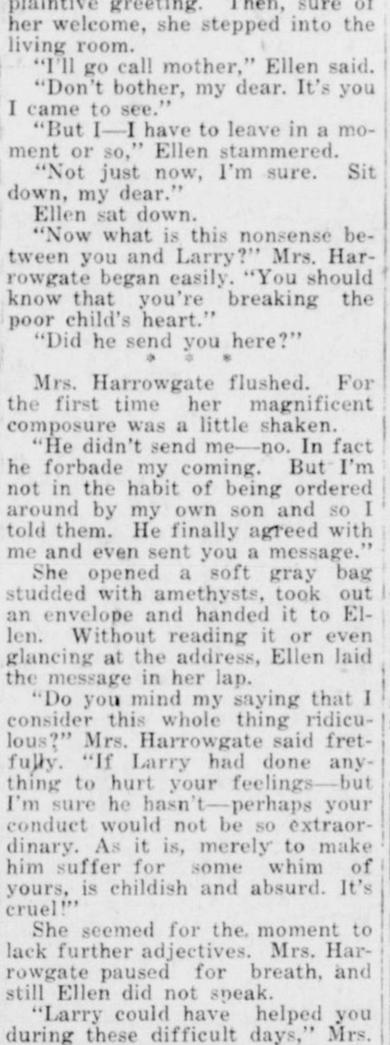 plaintive greeting. Then, sure of
her welcome, she stepped into the
living room.
"I'll go call mother," Ellen said.
"Don't bother, my dear. It's you
I came to see."
"But I—I have to leave in a mo-
ment or so," Ellen stammered.
"Not just now, I'm sure. Sit
down, my dear."
Ellen sat down.
"Now what is this nonsense be-
tween you and Larry?" Mrs. Har-
rowgate began easily. "You should
know that you're breaking the
poor child's heart."
"Did he send you here?"
* * *
Mrs. Harrowgate flushed. For
the first time her magnificent
composure was a little shaken.
"He didn't send me—no. In fact
he forbade my coming. But I'm
not in the habit of being ordered
around by my own son and so I
told them. He finally agreed with
me and even sent you a message."
She opened a soft gray bag
studded with amethysts, took out
an envelope and handed it to El-
len. Without reading it or even
glancing at the address, Ellen laid
the message in her lap.
"Do you mind my saying that I
consider this whole thing ridicu-
lous?" Mrs. Harrowgate said fret-
fully. "If Larry had done any-
thing to hurt your feelings—but
I'm sure he hasn't—perhaps your
conduct would not be so extraor-
dinary. As it is, merely to make
him suffer for some whim of
yours, is childish and absurd. It's
cruel!"
She seemed for the. moment to
lack further adjectives. Mrs. Har-
rowgate paused for breath, and
still Ellen did not speak.
"Larry could have helped you
during these difficult days," Mrs.